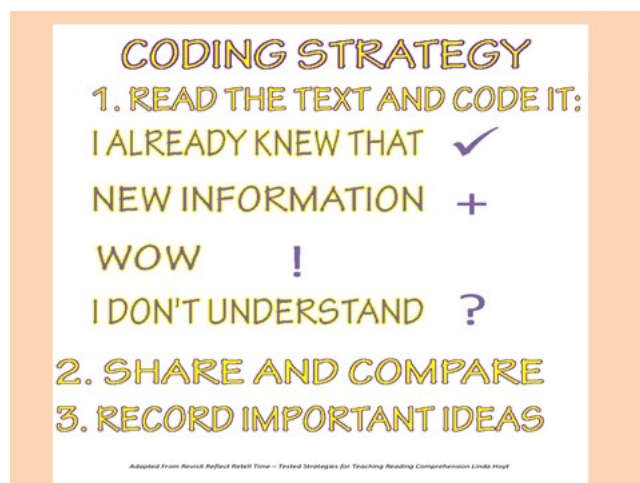 CODING STRATEGY
1. READ THE TEXT AND CODE IT:
I ALREADY KNEW THAT ✓
NEW INFORMATION +
WOW !
I DON'T UNDERSTAND ?
2. SHARE AND COMPARE
3. RECORD IMPORTANT IDEAS
Adapted From Revisit Reflect Retell Time – Tested Strategies for Teaching Reading Comprehension Linda Hoyt